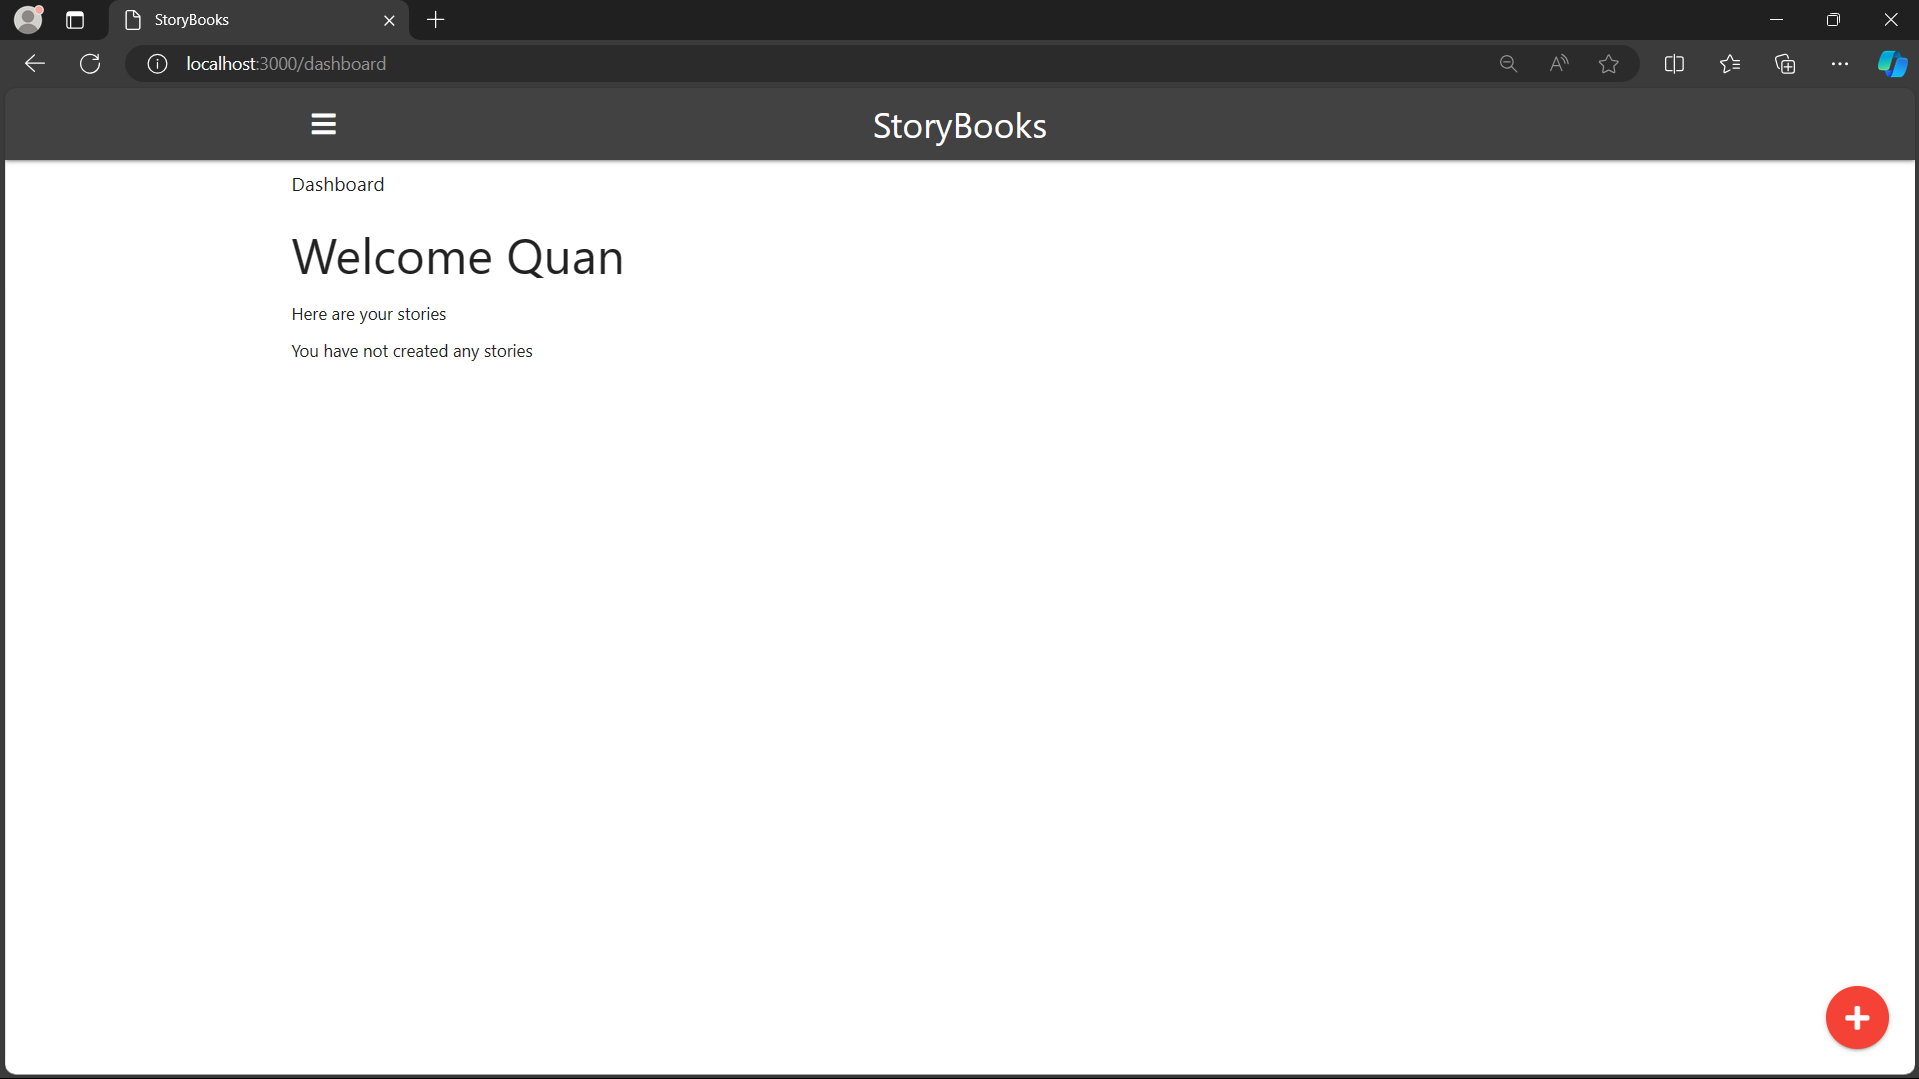 StoryBooks
localhost:3000/dashboard
StoryBooks
Dashboard
Welcome Quan
Here are your stories
You have not created any stories